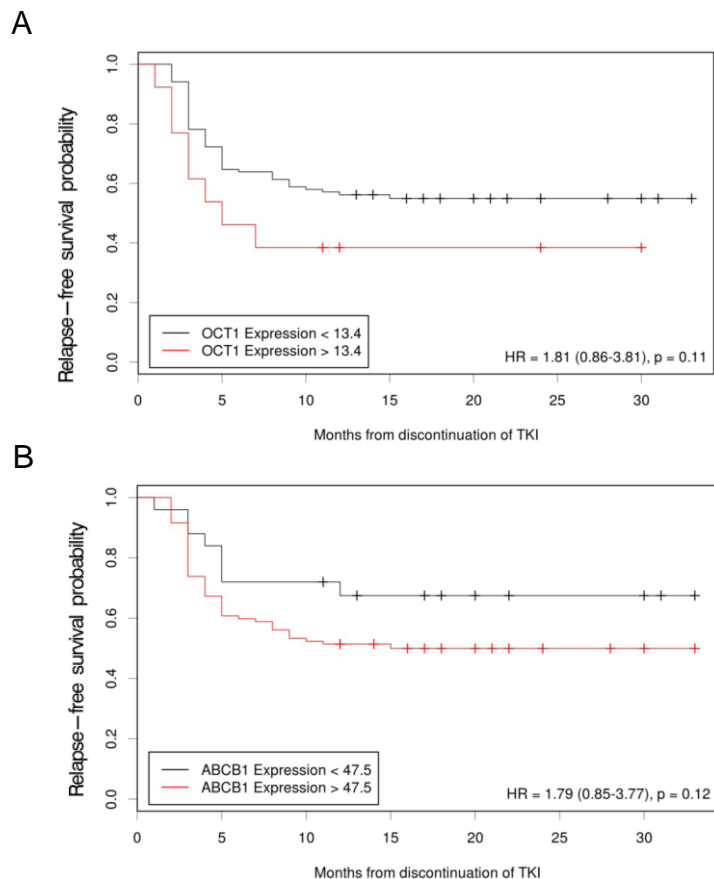 A
Relapse−free survival probability
1.0
0.8
0.6
0.4
0.2
0.0
OCT1 Expression < 13.4
OCT1 Expression > 13.4
HR = 1.81 (0.86-3.81), p = 0.11
0 5 10 15 20 25 30
Months from discontinuation of TKI
B
Relapse−free survival probability
1.0
0.8
0.6
0.4
0.2
0.0
ABCB1 Expression < 47.5
ABCB1 Expression > 47.5
HR = 1.79 (0.85-3.77), p = 0.12
0 5 10 15 20 25 30
Months from discontinuation of TKI